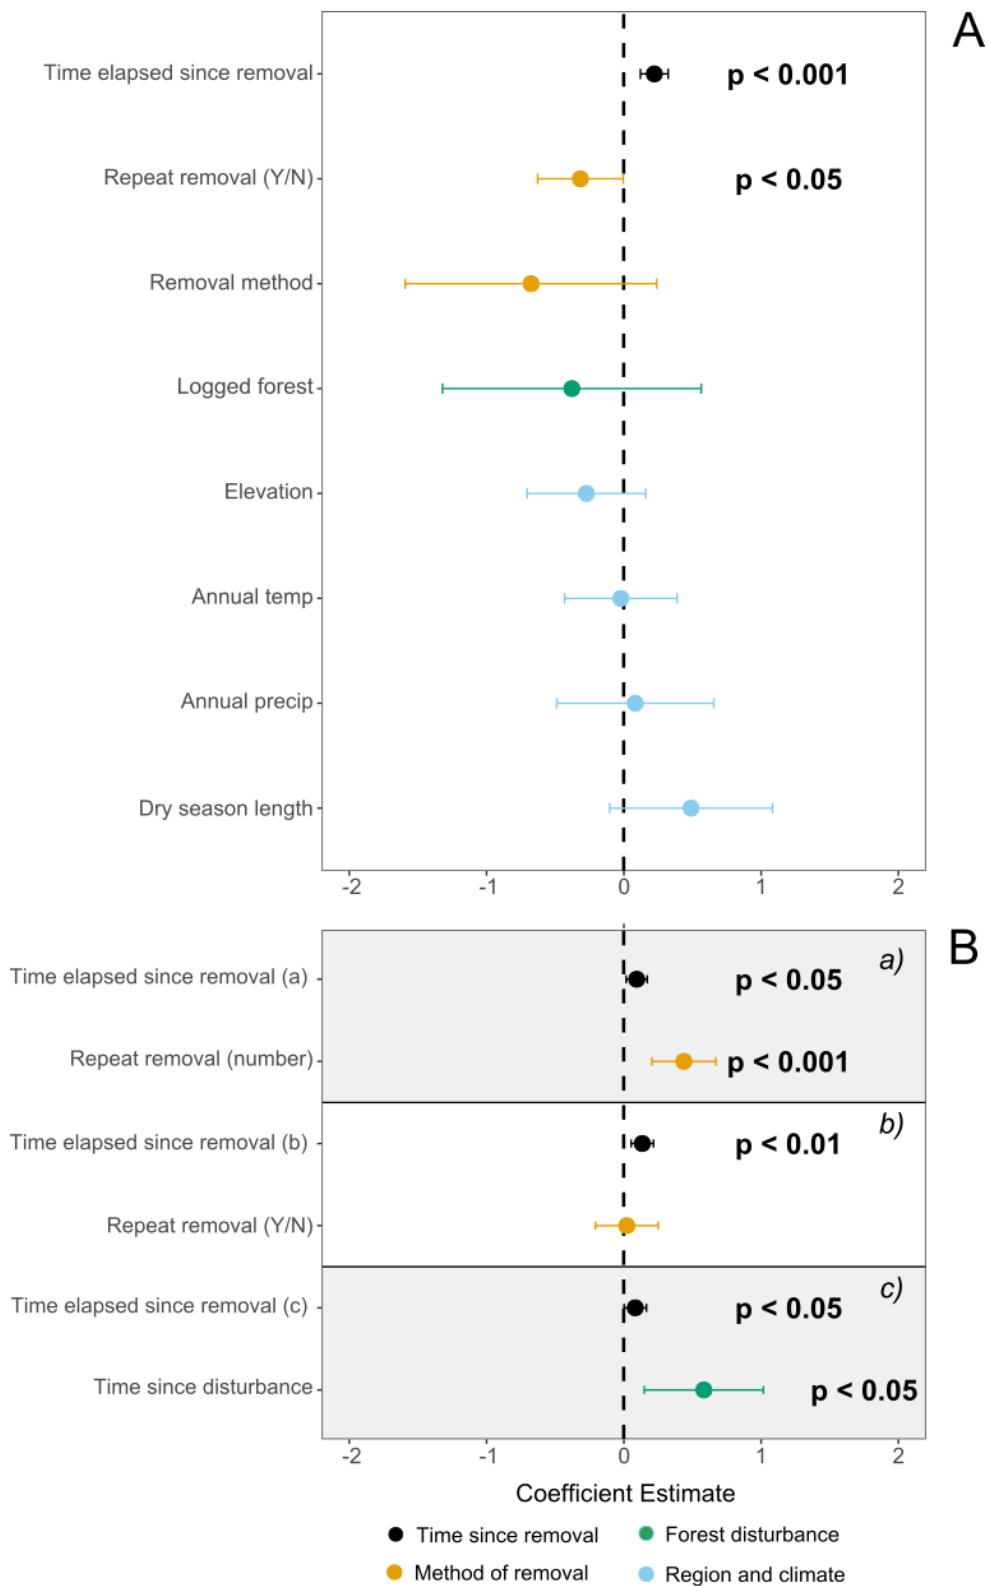 A
Time elapsed since removal p < 0.001
Repeat removal (Y/N) p < 0.05
Removal method
Logged forest
Elevation
Annual temp
Annual precip
Dry season length
-2 -1 0 1 2
B
a)
Time elapsed since removal (a) p < 0.05
Repeat removal (number) p < 0.001
b)
Time elapsed since removal (b) p < 0.01
Repeat removal (Y/N)
c)
Time elapsed since removal (c) p < 0.05
Time since disturbance p < 0.05
-2 -1 0 1 2
Coefficient Estimate
Time since removal Forest disturbance
Method of removal Region and climate